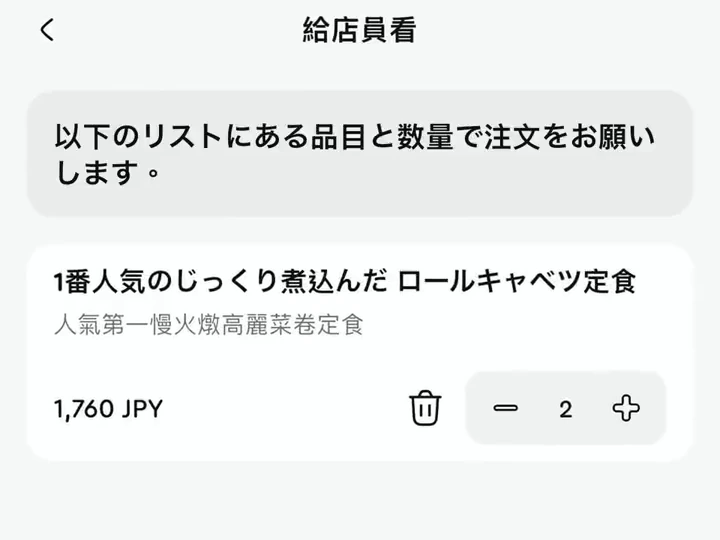 給店員看
以下のリストにある品目と数量で注文をお願い
します。
1番人気のじっくり煮込んだ ロールキャベツ定食
人氣第一慢火燉高麗菜卷定食
1,760 JPY
2